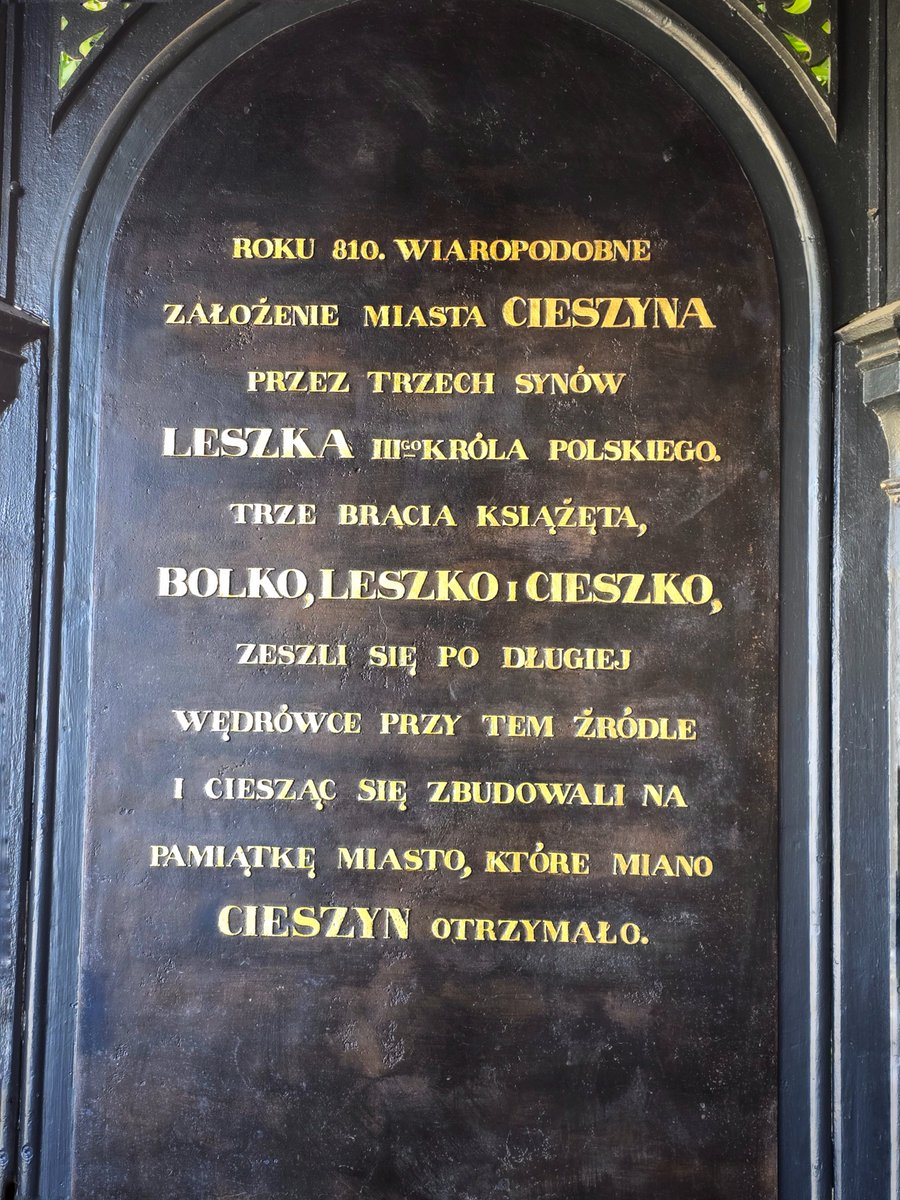 ROKU 810. WIAROPODOBNE
ZAŁOŻENIE MIASTA CIESZYNA
PRZEZ TRZECH SYNÓW
LESZKA IIIGO KRÓLA POLSKIEGO.
TRZE BRĄCIA KSIĄŻĘTA,
BOLKO, LESZKO I CIESZKO,
ZESZLI SIĘ PO DŁUGIEJ
WĘDRÓWCE PRZY TEM ŹRÓDLE
I CIESZĄC SIĘ ZBUDOWALI NA
PAMIĄTKĘ MIASTO, KTÓRE MIANO
CIESZYN OTRZYMAŁO.